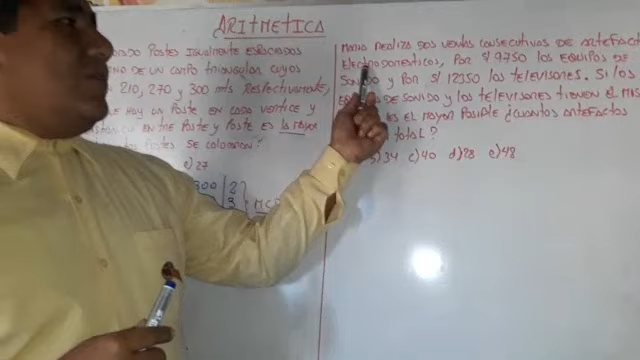 ARITMETICA
POSTES IGUALMENTE ESPACIADOS
DE UN CAMPO TRIANGULAR CUYOS
210, 270 y 300 mts RESPECTIVAMENTE,
HAY UN POSTE EN CADA VERTICE y
ENTRE POSTE y POSTE ES LA MAYOR
POSTES SE COLOCARON?
e) 27
300 | 2
3
MARIO REALIZA DOS VENTAS CONSECUTIVAS DE
ELECTRODOMESTICOS, POR S/ 9750 LOS EQUIPOS DE
SONIDO y POR S/ 12350 LOS TELEVISORES. SI LOS
DE SONIDO y LOS TELEVISORES TIENEN EL
ES EL MAYOR POSIBLE ¿CUANTOS ARTEFACTOS
TOTAL?
34 c) 40 d) 28 e) 48